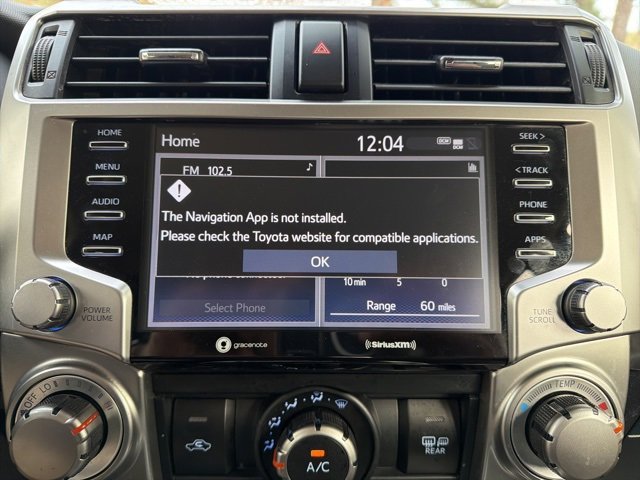 HOME
MENU
AUDIO
MAP
POWER
VOLUME
Home
12:04
DCM
FM 102.5
The Navigation App is not installed.
Please check the Toyota website for compatible applications.
OK
10 min 5 0
Select Phone
Range 60 miles
gracenote
SiriusXM
SEEK >
< TRACK
PHONE
APPS
TUNE
SCROLL
OFF LO
A/C
REAR
TEMP